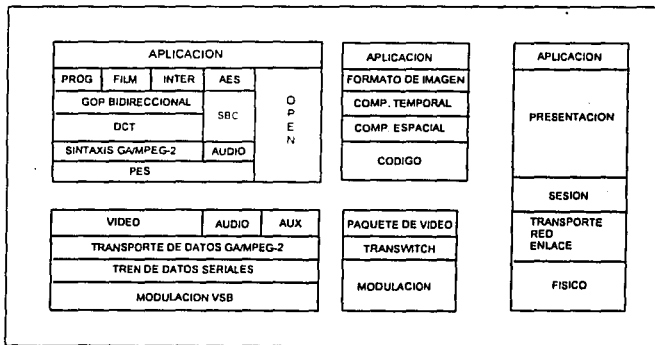 APLICACION
PROG FILM INTER AES
GOP BIDIRECCIONAL
SBC
DCT
SINTAXIS GA/MPEG-2 AUDIO
PES
OPEN
VIDEO AUDIO AUX
TRANSPORTE DE DATOS GA/MPEG-2
TREN DE DATOS SERIALES
MODULACION VSB
APLICACION
FORMATO DE IMAGEN
COMP. TEMPORAL
COMP. ESPACIAL
CODIGO
PAQUETE DE VIDEO
TRANSWITCH
MODULACION
APLICACION
PRESENTACION
SESION
TRANSPORTE
RED
ENLACE
FISICO